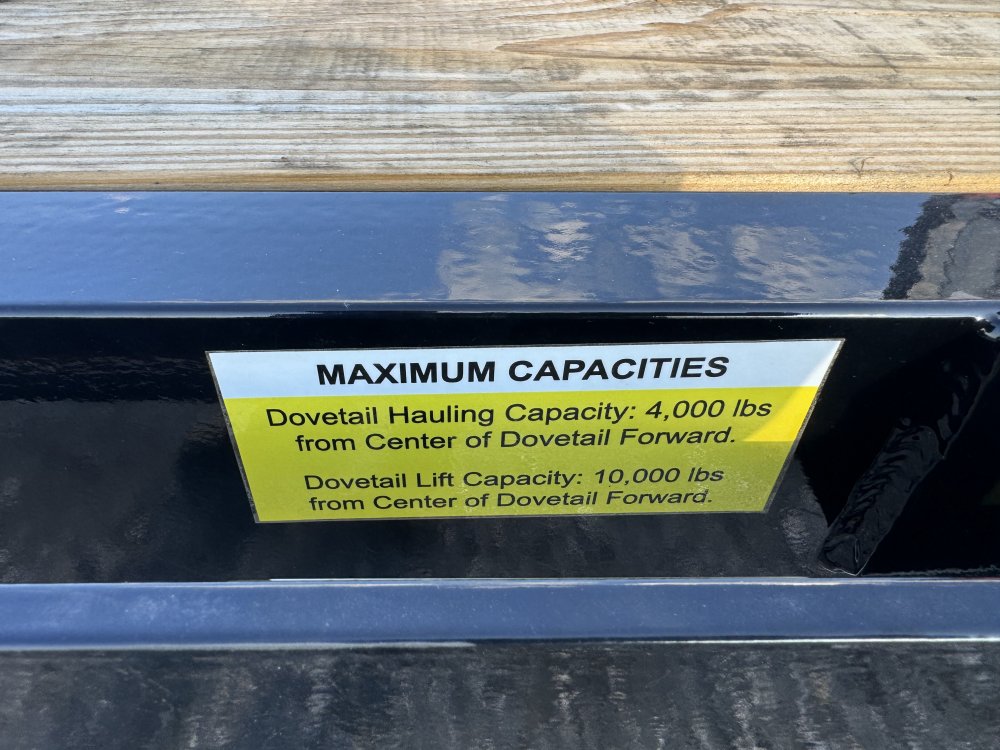 MAXIMUM CAPACITIES
Dovetail Hauling Capacity: 4,000 lbs
from Center of Dovetail Forward.
Dovetail Lift Capacity: 10,000 lbs
from Center of Dovetail Forward.